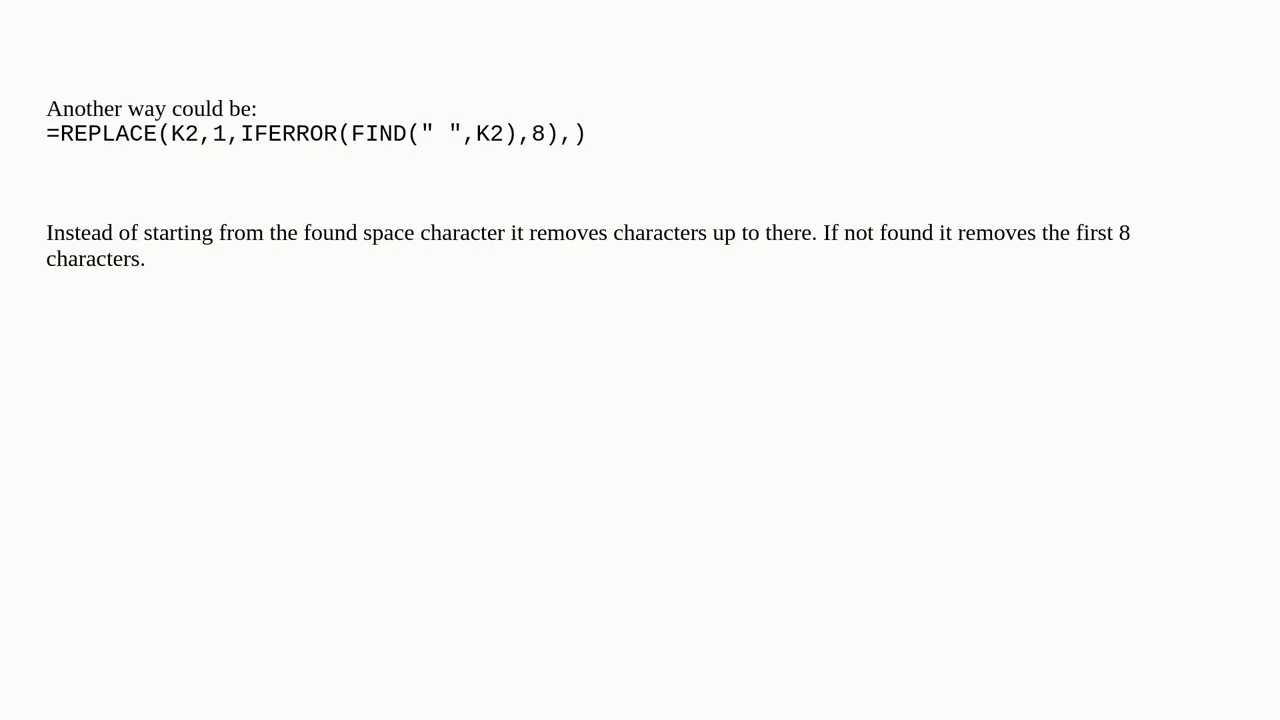 Another way could be:
=REPLACE(K2,1,IFERROR(FIND(" ",K2),8),)
Instead of starting from the found space character it removes characters up to there. If not found it removes the first 8
characters.